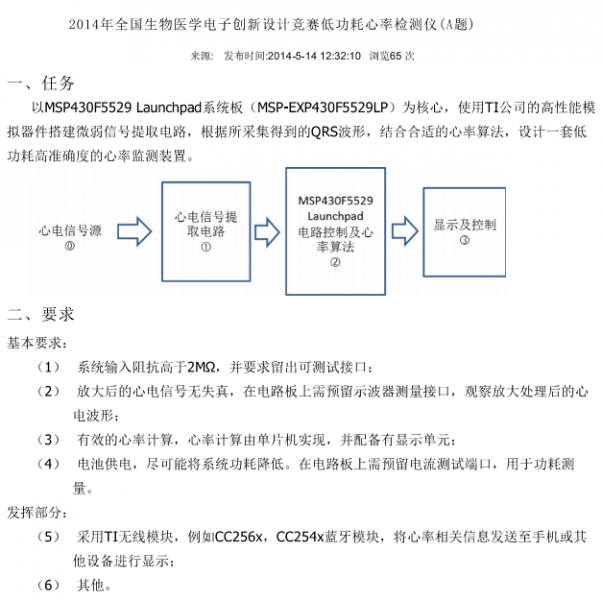 2014年全国生物医学电子创新设计竞赛低功耗心率检测仪(A题)
来源: 发布时间:2014-5-14 12:32:10 浏览65 次
一、任务
以MSP430F5529 Launchpad系统板（MSP-EXP430F5529LP）为核心，使用TI公司的高性能模
拟器件搭建微弱信号提取电路，根据所采集得到的QRS波形，结合合适的心率算法，设计一套低
功耗高准确度的心率监测装置。
心电信号源
⓪
心电信号提
取电路
①
MSP430F5529
Launchpad
电路控制及心
率算法
②
显示及控制
③
二、要求
基本要求：
（1） 系统输入阻抗高于2MΩ，并要求留出可测试接口；
（2） 放大后的心电信号无失真，在电路板上需预留示波器测量接口，观察放大处理后的心
电波形；
（3） 有效的心率计算，心率计算由单片机实现，并配备有显示单元；
（4） 电池供电，尽可能将系统功耗降低。在电路板上需预留电流测试端口，用于功耗测
量。
发挥部分：
（5） 采用TI无线模块，例如CC256x，CC254x蓝牙模块，将心率相关信息发送至手机或其
他设备进行显示；
（6） 其他。